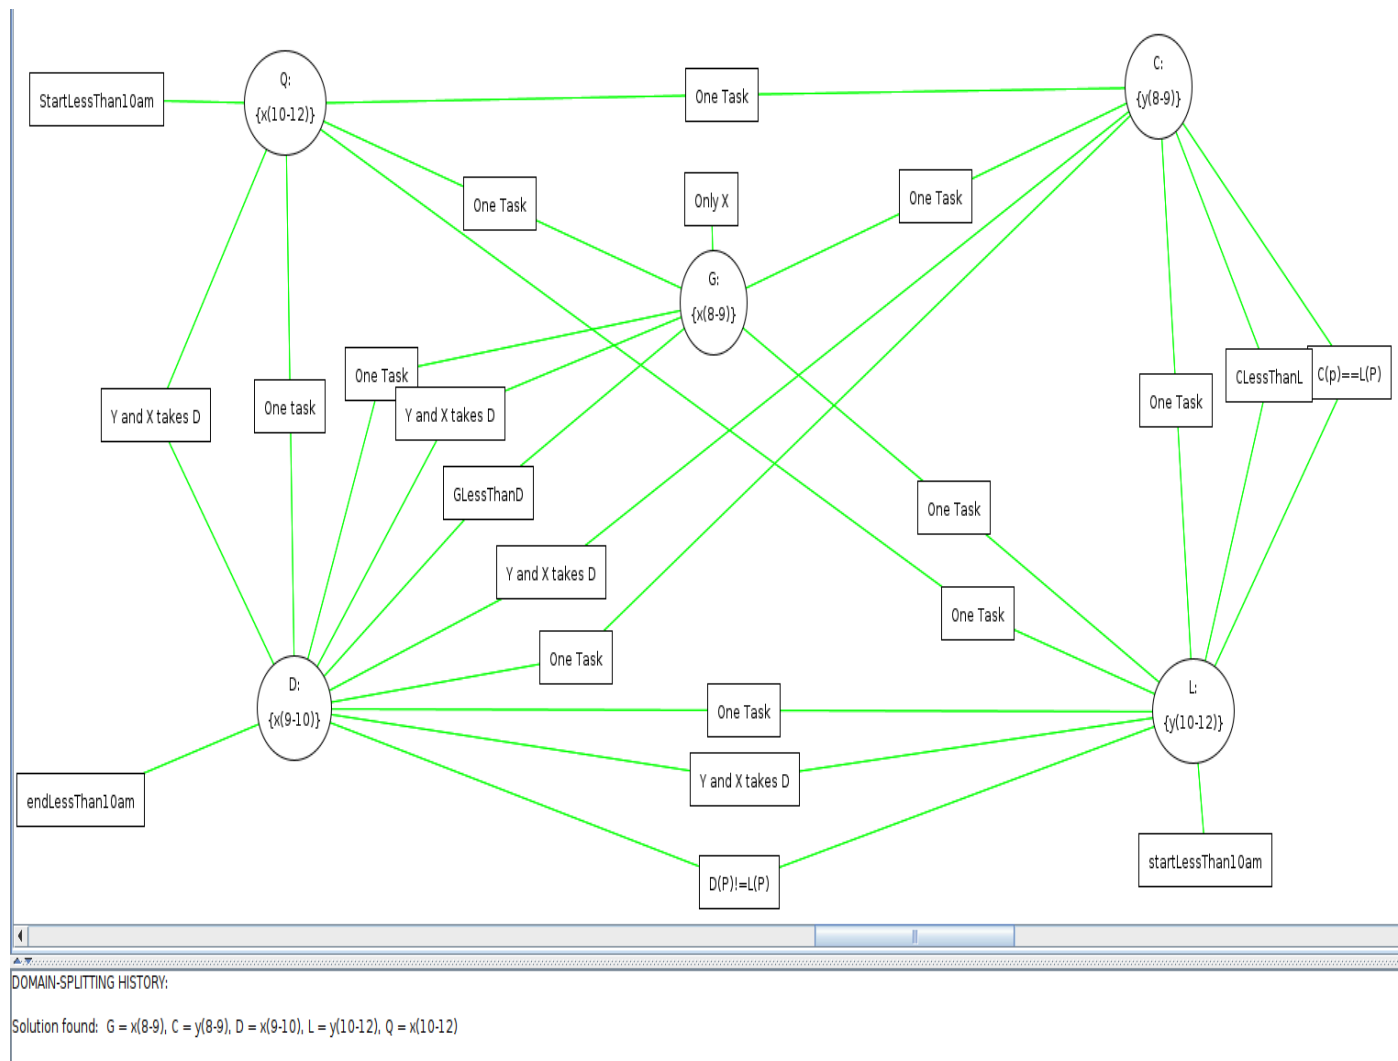 Q:
{x(10-12)}
StartLessThan10am
One Task
C:
{y(8-9)}
One Task
Only X
One Task
G:
{x(8-9)}
One Task
Y and X takes D
One task
Y and X takes D
CLessThanL
C(p)==L(P)
One Task
GLessThanD
One Task
Y and X takes D
One Task
One Task
D:
{x(9-10)}
One Task
L:
{y(10-12)}
Y and X takes D
endLessThan10am
D(P)!=L(P)
startLessThan10am
DOMAIN-SPLITTING HISTORY:
Solution found: G = x(8-9), C = y(8-9), D = x(9-10), L = y(10-12), Q = x(10-12)